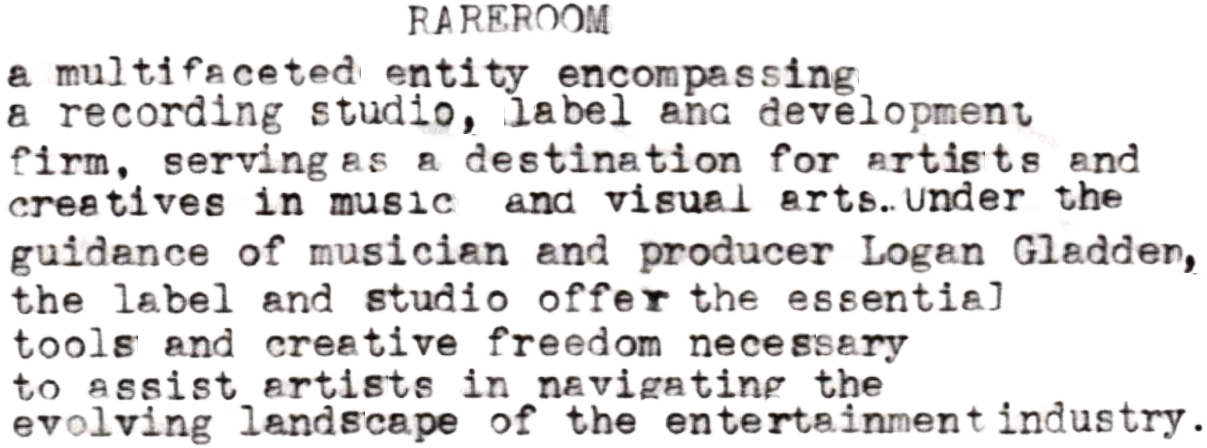 RAREROOM
a multifaceted entity encompassing
a recording studio, label and development
firm, serving as a destination for artists and
creatives in music and visual arts..Under the
guidance of musician and producer Logan Gladden,
the label and studio offer the essential
tools and creative freedom necessary
to assist artists in navigating the
evolving landscape of the entertainment industry.